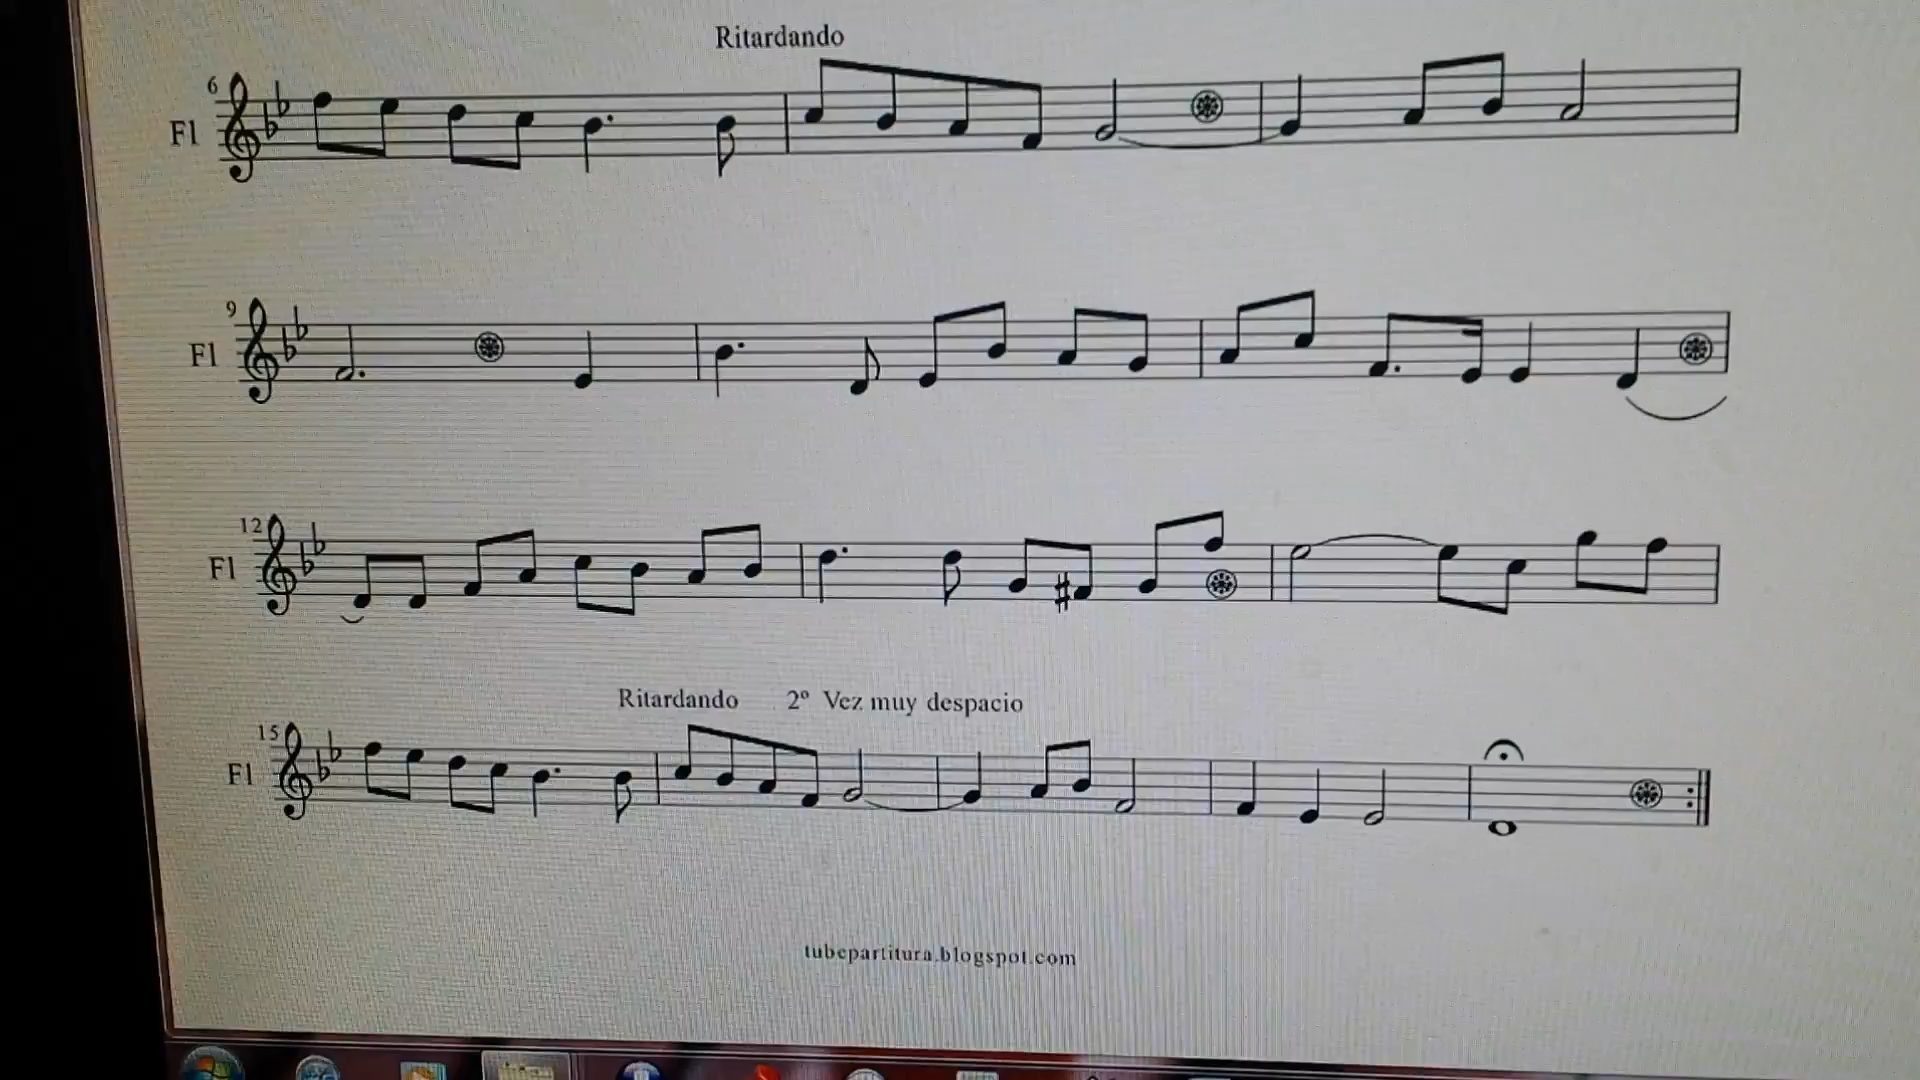 Ritardando
6
Fl
9
Fl
12
Fl
Ritardando 2º Vez muy despacio
15
Fl
tubepartitura.blogspot.com